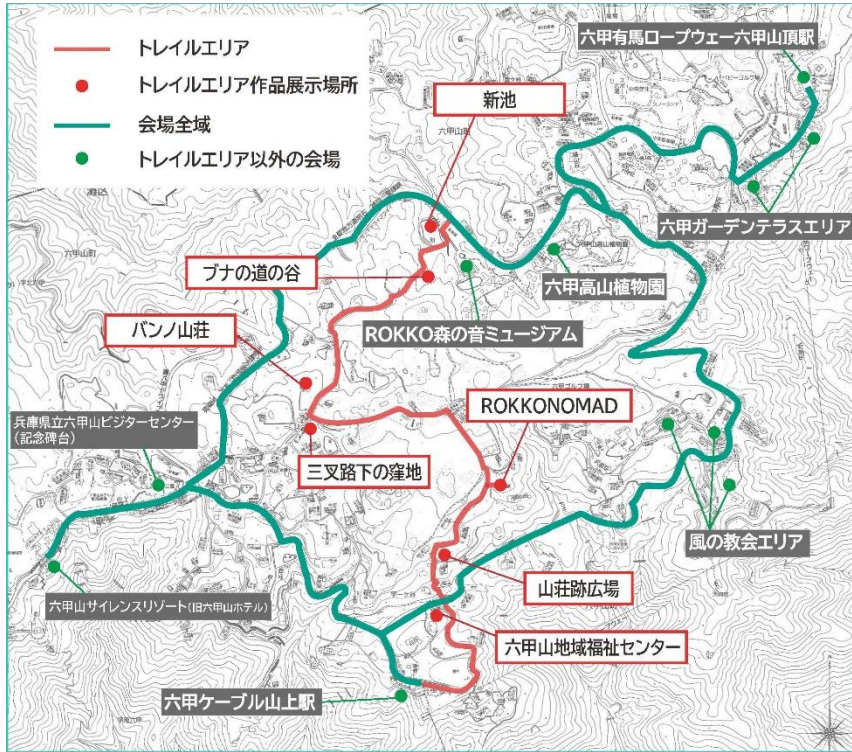 トレイルエリア
トレイルエリア作品展示場所
会場全域
トレイルエリア以外の会場
六甲有馬ロープウェー六甲山頂駅
新池
六甲ガーデンテラスエリア
ブナの道の谷
六甲高山植物園
バンノ山荘
ROKKO森の音ミュージアム
ROKKONOMAD
兵庫県立六甲山ビジターセンター
(記念碑台)
三叉路下の窪地
風の教会エリア
山荘跡広場
六甲山サイレンスリゾート(旧六甲山ホテル)
六甲山地域福祉センター
六甲ケーブル山上駅